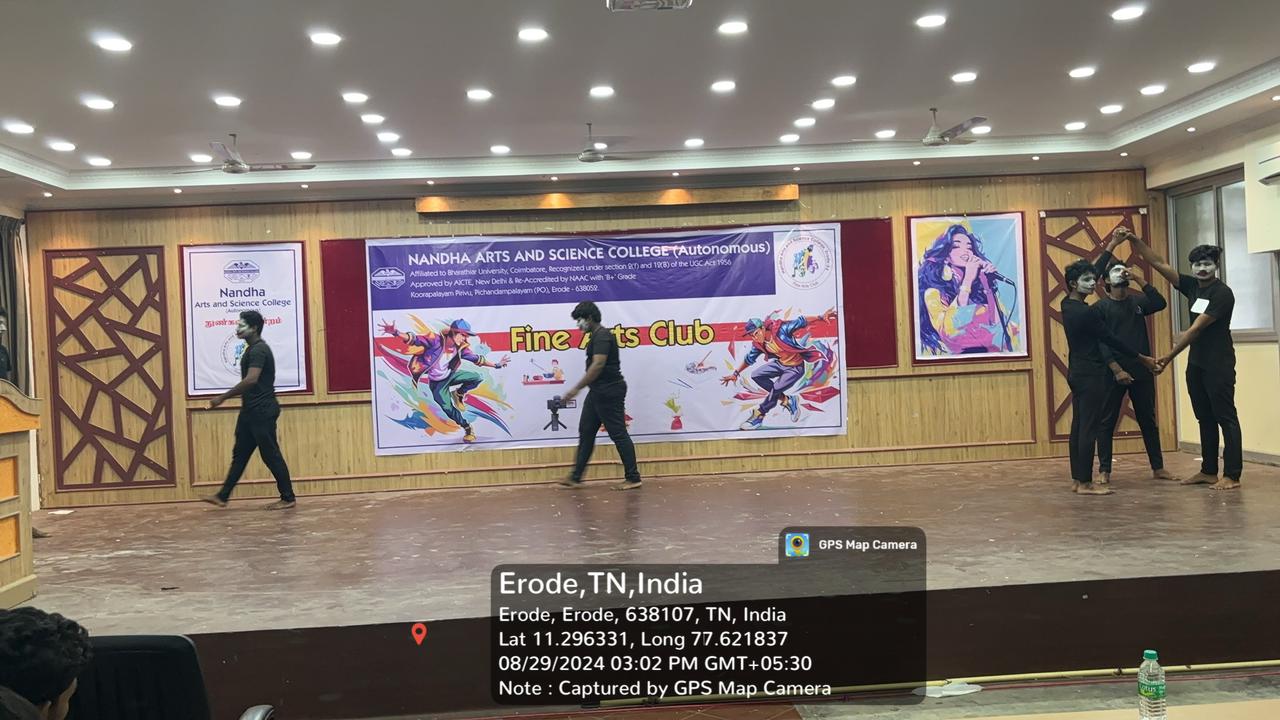 NANDHA ARTS AND SCIENCE COLLEGE (Autonomous)
Affiliated to Bharathiar University, Coimbatore, Recognized under section 2(f) and 12(B) of the UGC Act 1956
Approved by AICTE, New Delhi & Re-Accredited by NAAC with 'B+' Grade
Koorapalayam Pirivu, Pichandampalayam (PO), Erode - 638052.
Fine Arts Club
Nandha
Arts and Science College
(Autonomous)
GPS Map Camera
Erode,TN,India
Erode, Erode, 638107, TN, India
Lat 11.296331, Long 77.621837
08/29/2024 03:02 PM GMT+05:30
Note : Captured by GPS Map Camera